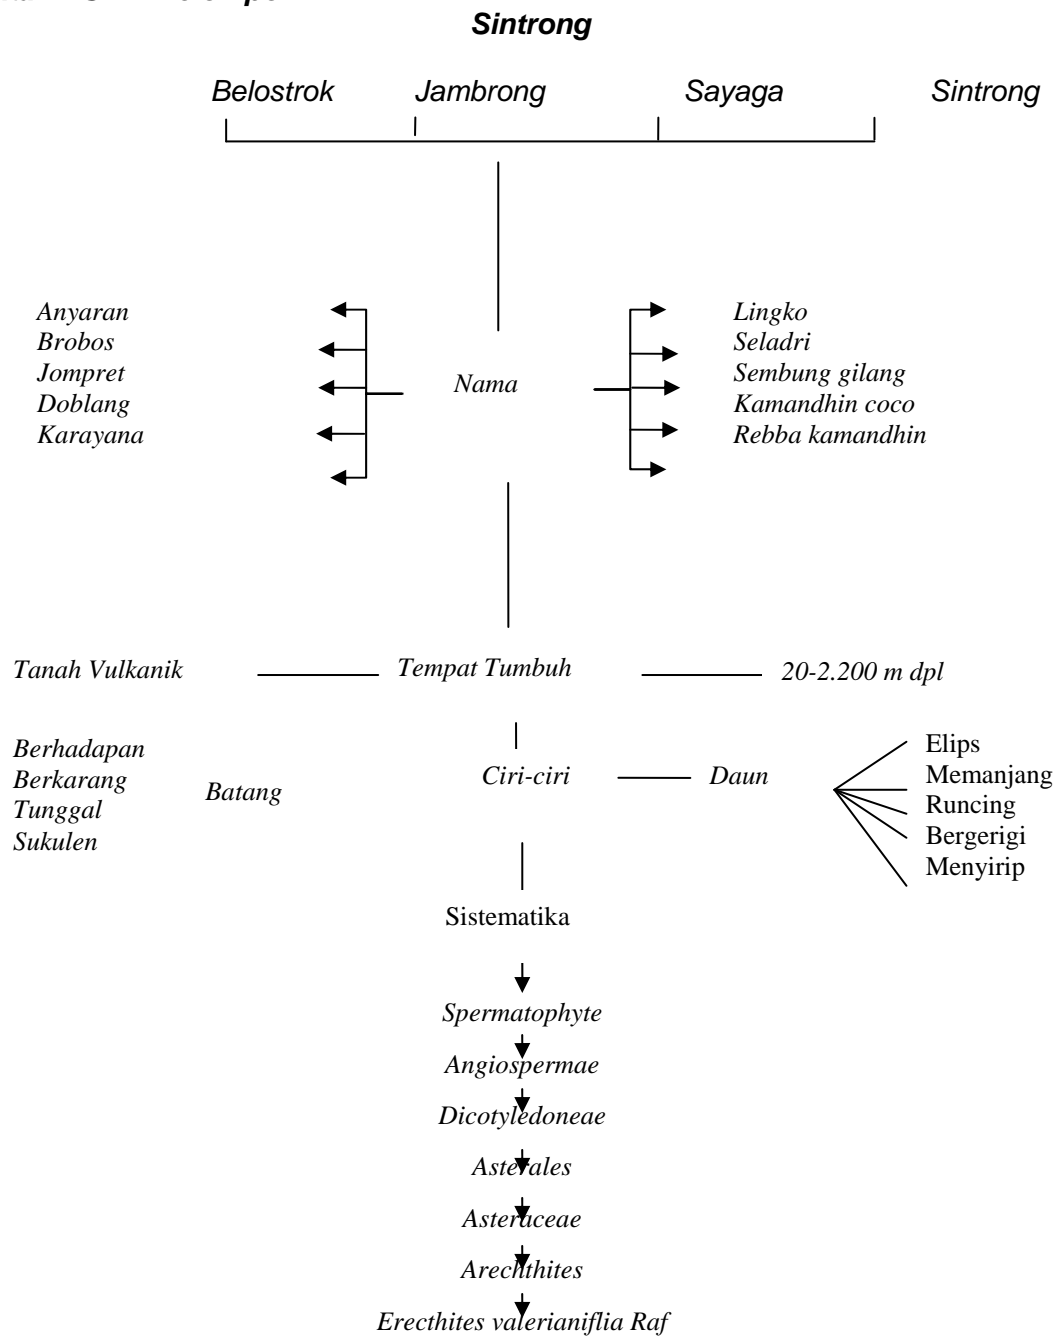 Sintrong
Belostrok Jambrong Sayaga Sintrong
Anyaran
Brobos
Jompret
Doblang
Karayana
Nama
Lingko
Seladri
Sembung gilang
Kamandhin coco
Rebba kamandhin
Tanah Vulkanik
Tempat Tumbuh
20-2.200 m dpl
Berhadapan
Berkarang
Tunggal
Sukulen
Batang
Ciri-ciri
Daun
Elips
Memanjang
Runcing
Bergerigi
Menyirip
Sistematika
Spermatophyte
Angiospermae
Dicotyledoneae
Asterales
Asteraceae
Arechthites
Erecthites valerianiflia Raf